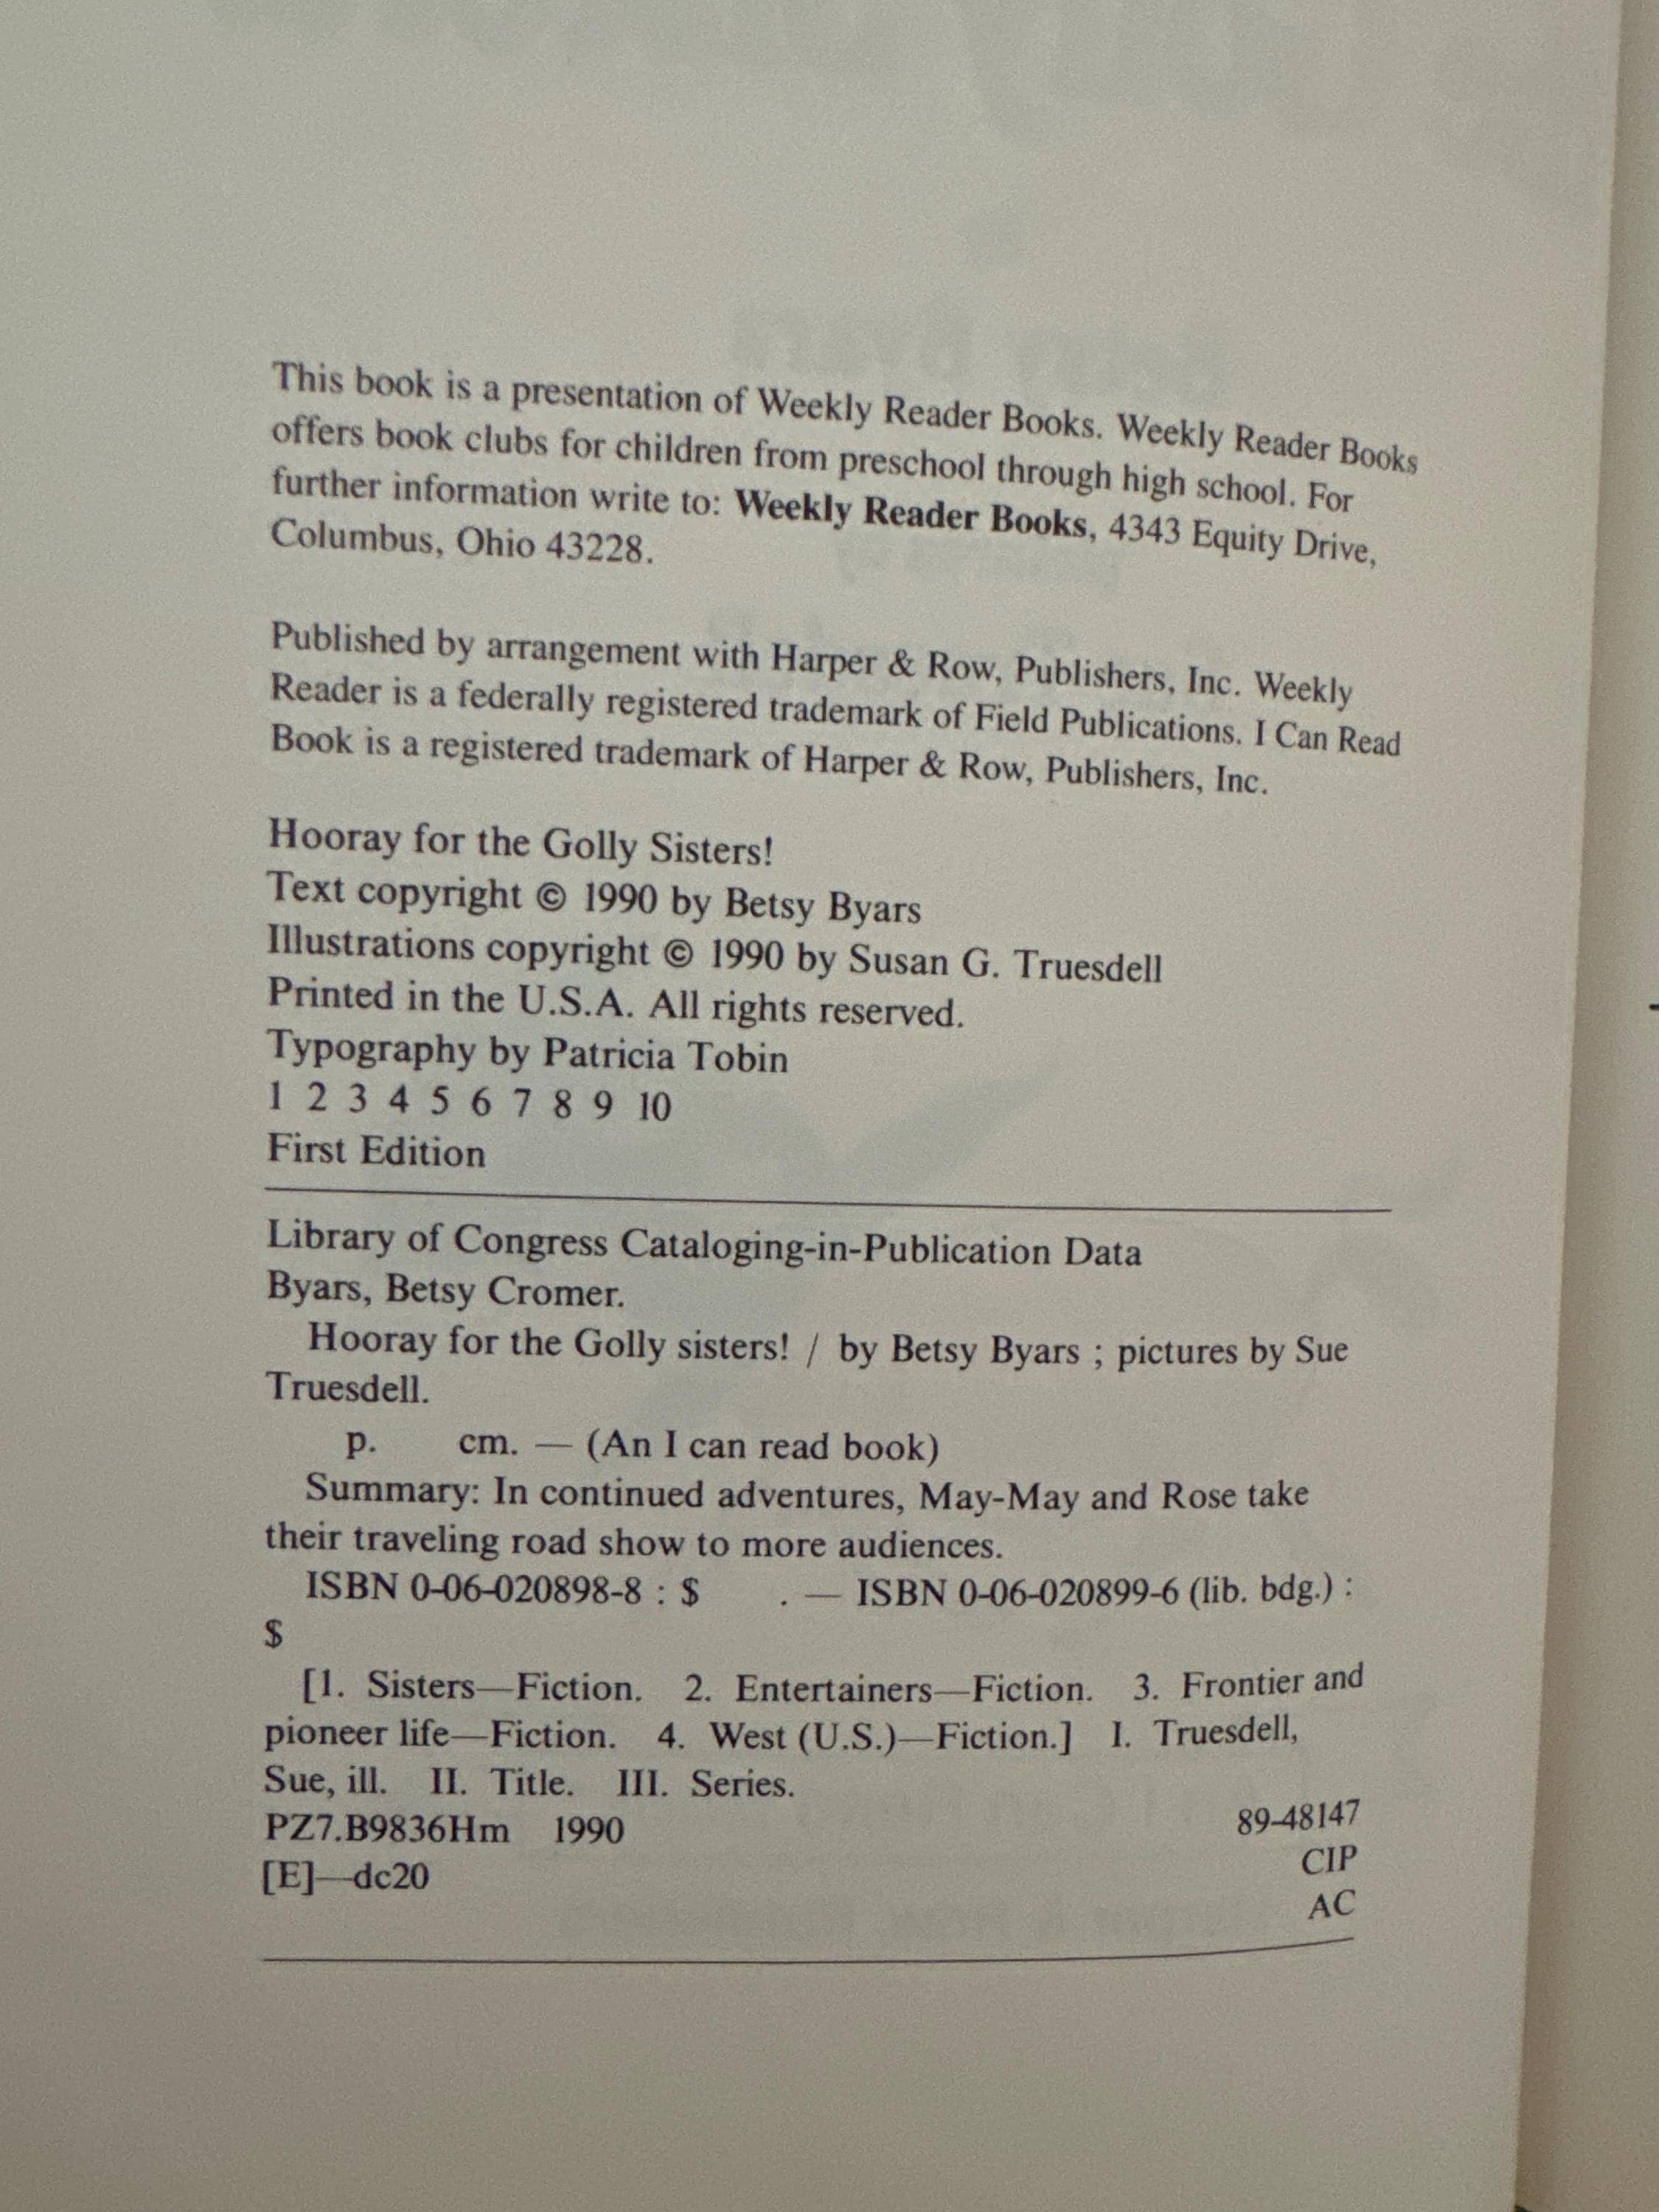 This book is a presentation of Weekly Reader Books. Weekly Reader Books
offers book clubs for children from preschool through high school. For
further information write to: Weekly Reader Books, 4343 Equity Drive,
Columbus, Ohio 43228.
Published by arrangement with Harper & Row, Publishers, Inc. Weekly
Reader is a federally registered trademark of Field Publications. I Can Read
Book is a registered trademark of Harper & Row, Publishers, Inc.
Hooray for the Golly Sisters!
Text copyright © 1990 by Betsy Byars
Illustrations copyright © 1990 by Susan G. Truesdell
Printed in the U.S.A. All rights reserved.
Typography by Patricia Tobin
1 2 3 4 5 6 7 8 9 10
First Edition
Library of Congress Cataloging-in-Publication Data
Byars, Betsy Cromer.
Hooray for the Golly sisters! / by Betsy Byars ; pictures by Sue
Truesdell.
p. cm. — (An I can read book)
Summary: In continued adventures, May-May and Rose take
their traveling road show to more audiences.
ISBN 0-06-020898-8 : $ . — ISBN 0-06-020899-6 (lib. bdg.) :
$
[1. Sisters—Fiction. 2. Entertainers—Fiction. 3. Frontier and
pioneer life—Fiction. 4. West (U.S.)—Fiction.] I. Truesdell,
Sue, ill. II. Title. III. Series.
PZ7.B9836Hm 1990 89-48147
[E]—dc20 CIP
AC